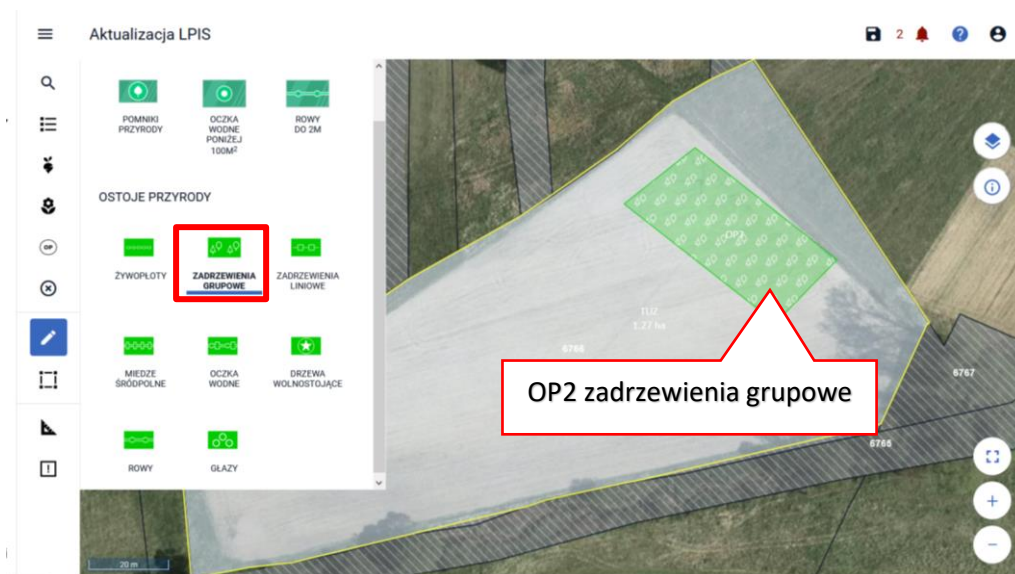 Aktualizacja LPIS
2
POMNIKI
PRZYRODY
OCZKA
WODNE
PONIŻEJ
100M²
ROWY
DO 2M
OSTOJE PRZYRODY
ŻYWOPŁOTY
ZADRZEWIENIA
GRUPOWE
ZADRZEWIENIA
LINIOWE
MIEDZE
ŚRÓDPOLNE
OCZKA
WODNE
DRZEWA
WOLNOSTOJĄCE
ROWY
GŁAZY
OP
OP2
TUZ
1.27 ha
6766
6767
6765
OP2 zadrzewienia grupowe
20 m